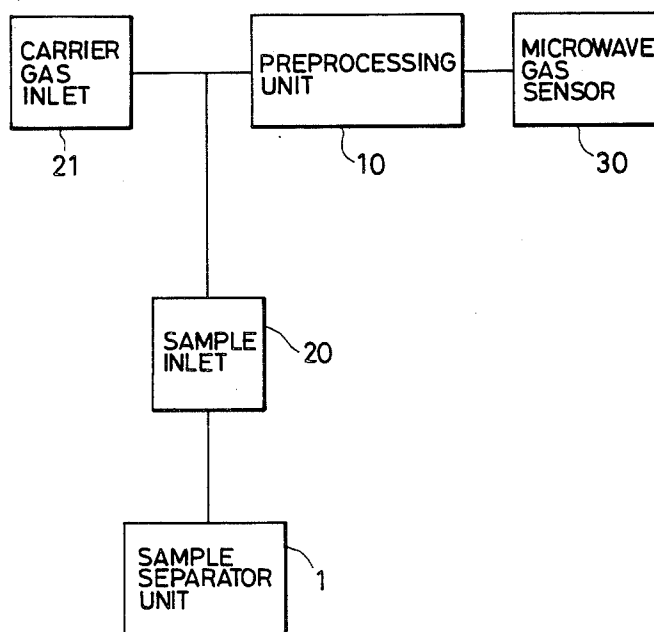 CARRIER
GAS
INLET
21
PREPROCESSING
UNIT
10
MICROWAVE
GAS
SENSOR
30
SAMPLE
INLET
20
SAMPLE
SEPARATOR
UNIT
1